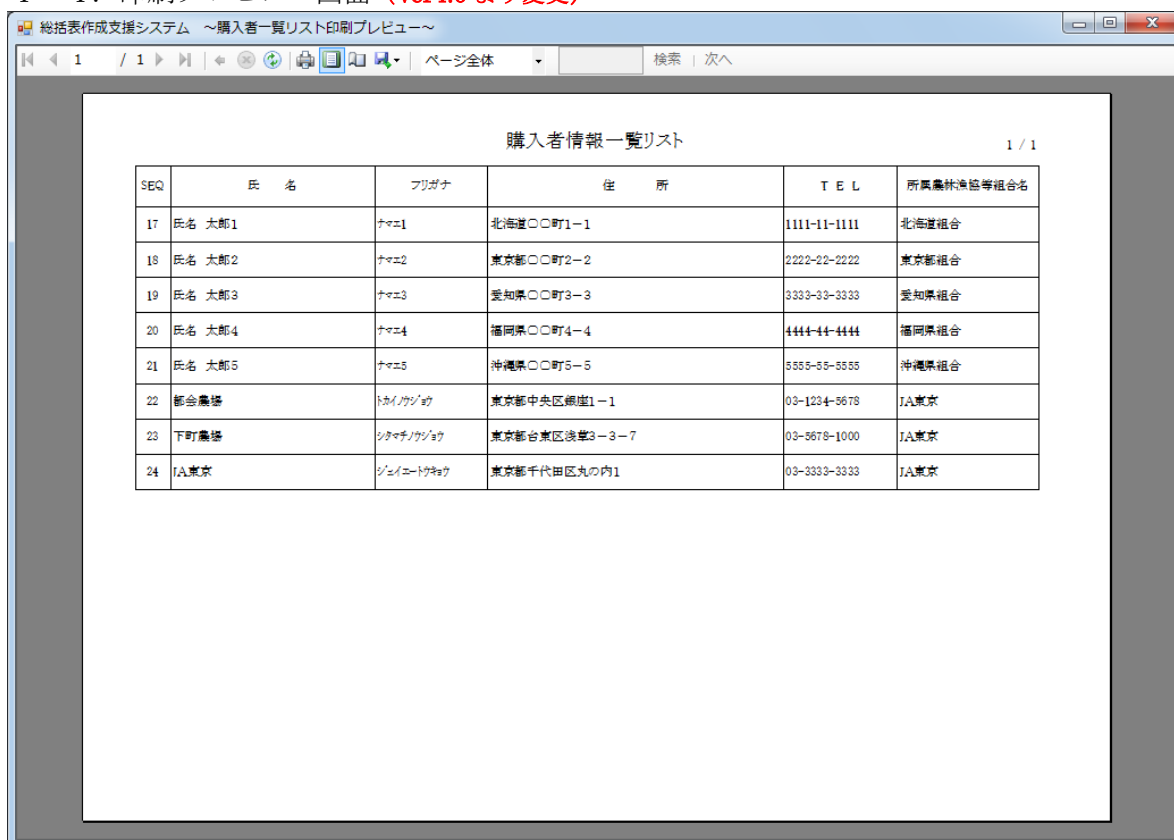 (Ver4.0 より変更)
総括表作成支援システム ～購入者一覧リスト印刷プレビュー～
1 / 1 ページ全体 検索 | 次へ
購入者情報一覧リスト 1 / 1
SEQ 氏 名 フリガナ 住 所 T E L 所属農林漁協等組合名
17 氏名 太郎1 ナマエ1 北海道○○町1－1 1111-11-1111 北海道組合
18 氏名 太郎2 ナマエ2 東京都○○町2－2 2222-22-2222 東京都組合
19 氏名 太郎3 ナマエ3 愛知県○○町3－3 3333-33-3333 愛知県組合
20 氏名 太郎4 ナマエ4 福岡県○○町4－4 4444-44-4444 福岡県組合
21 氏名 太郎5 ナマエ5 沖縄県○○町5－5 5555-55-5555 沖縄県組合
22 都会農場 トカイノウジョウ 東京都中央区銀座1－1 03-1234-5678 JA東京
23 下町農場 シタマチノウジョウ 東京都台東区浅草3－3－7 03-5678-1000 JA東京
24 JA東京 ジェイエートウキョウ 東京都千代田区丸の内1 03-3333-3333 JA東京